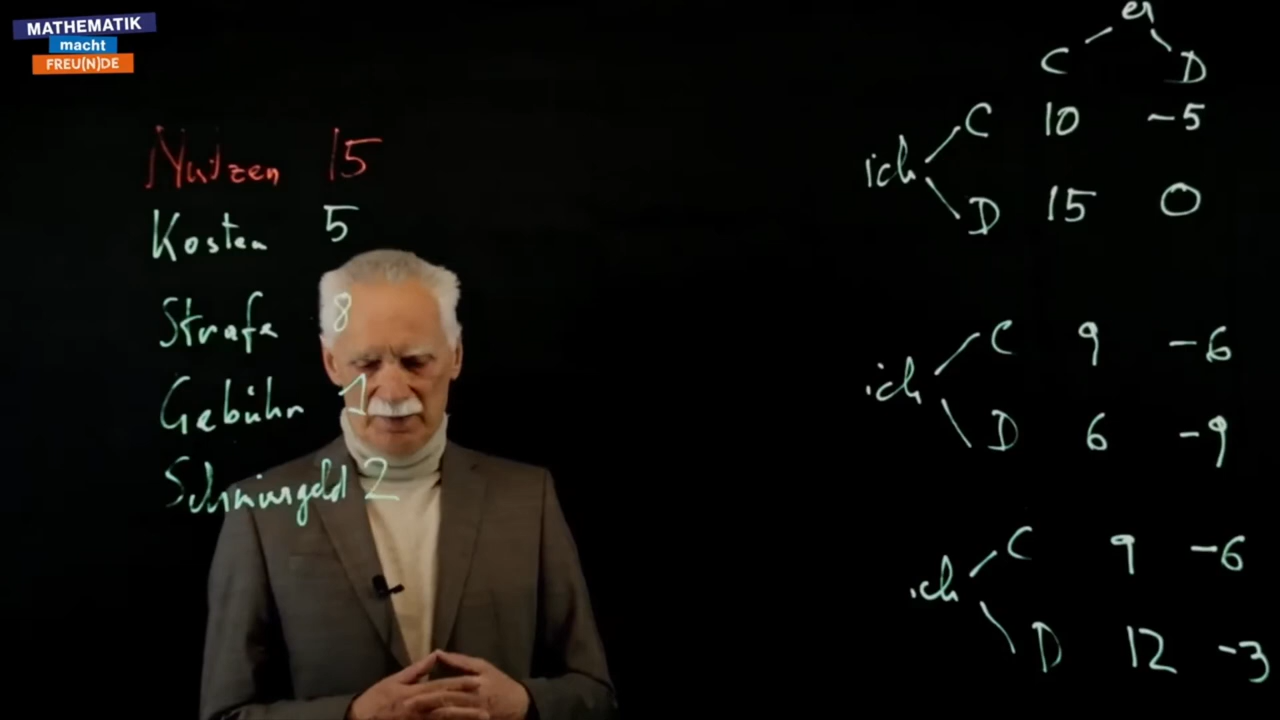 MATHEMATIK
macht
FREU(N)DE
Nutzen 15
Kosten 5
Strafe 8
Gebühr 1
Schmiergeld 2
er
C D
ich C 10 -5
D 15 0
ich C 9 -6
D 6 -9
ich C 9 -6
D 12 -3